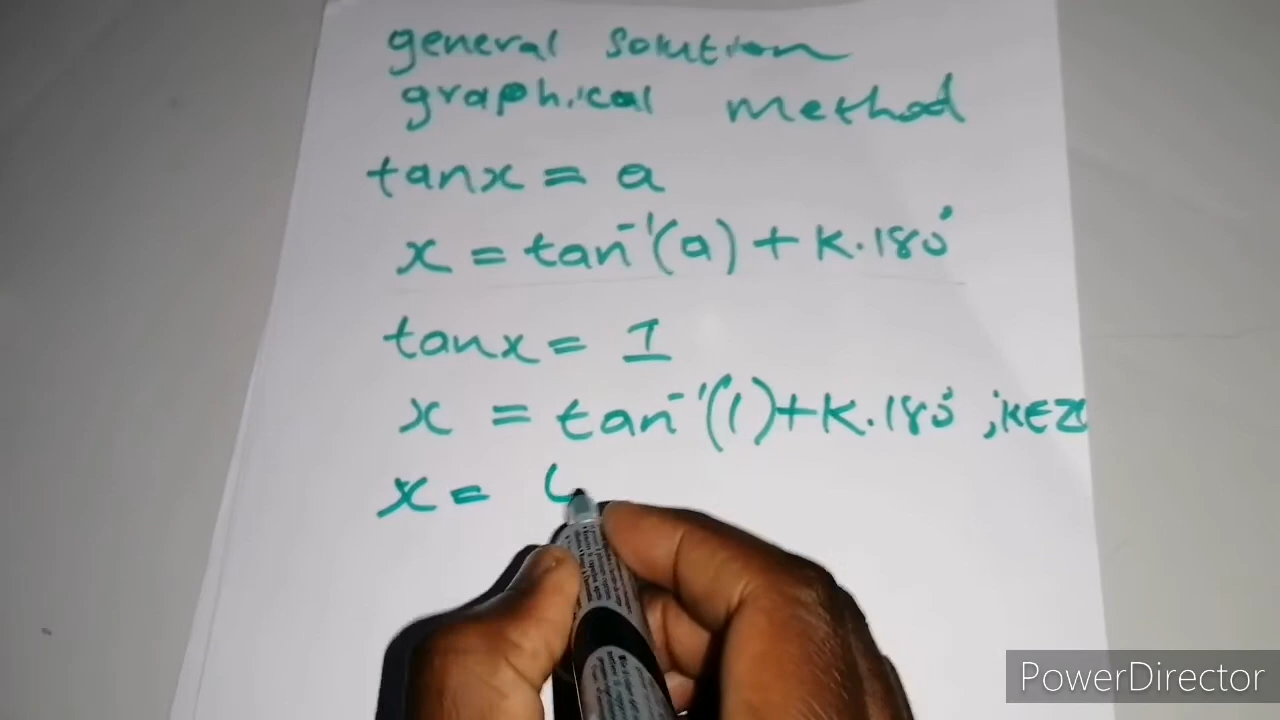 general solution
graphical method
tanx = a
x = tan⁻¹(a) + K.180°
tanx = 1
x = tan⁻¹(1) + K.180° ; K∈Z
x =
PowerDirector